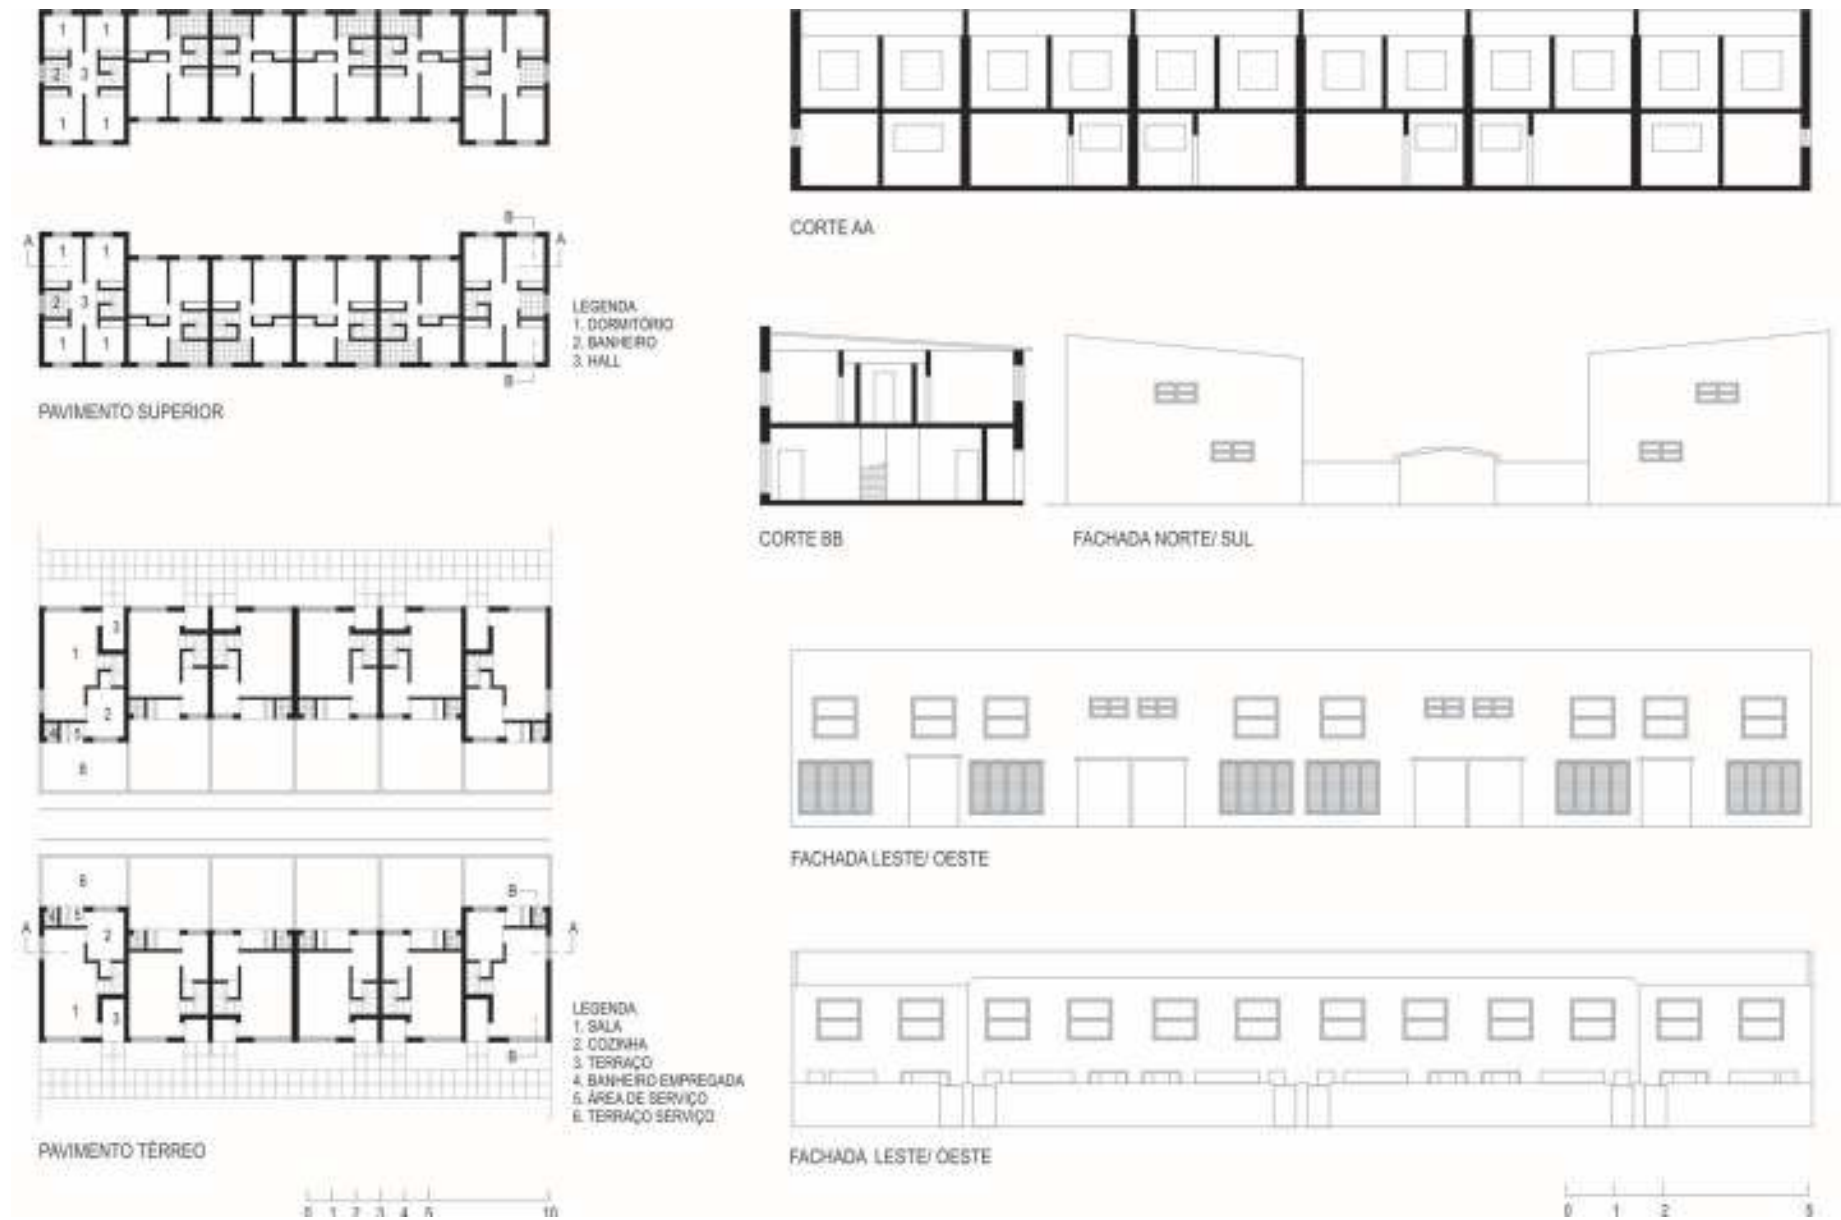 1 1
2 3
1 1
CORTE AA
B
A A
1 1
2 3
1 1
B
LEGENDA
1. DORMITÓRIO
2. BANHEIRO
3. HALL
PAVIMENTO SUPERIOR
CORTE BB
FACHADA NORTE/ SUL
3
1
2
4 5
6
FACHADA LESTE/ OESTE
6
B
4 5
A A
2
1
3
B
LEGENDA
1. SALA
2. COZINHA
3. TERRAÇO
4. BANHEIRO EMPREGADA
5. ÁREA DE SERVIÇO
6. TERRAÇO SERVIÇO
PAVIMENTO TÉRREO
FACHADA LESTE/ OESTE
0 1 2 3 4 5 10
0 1 2 5